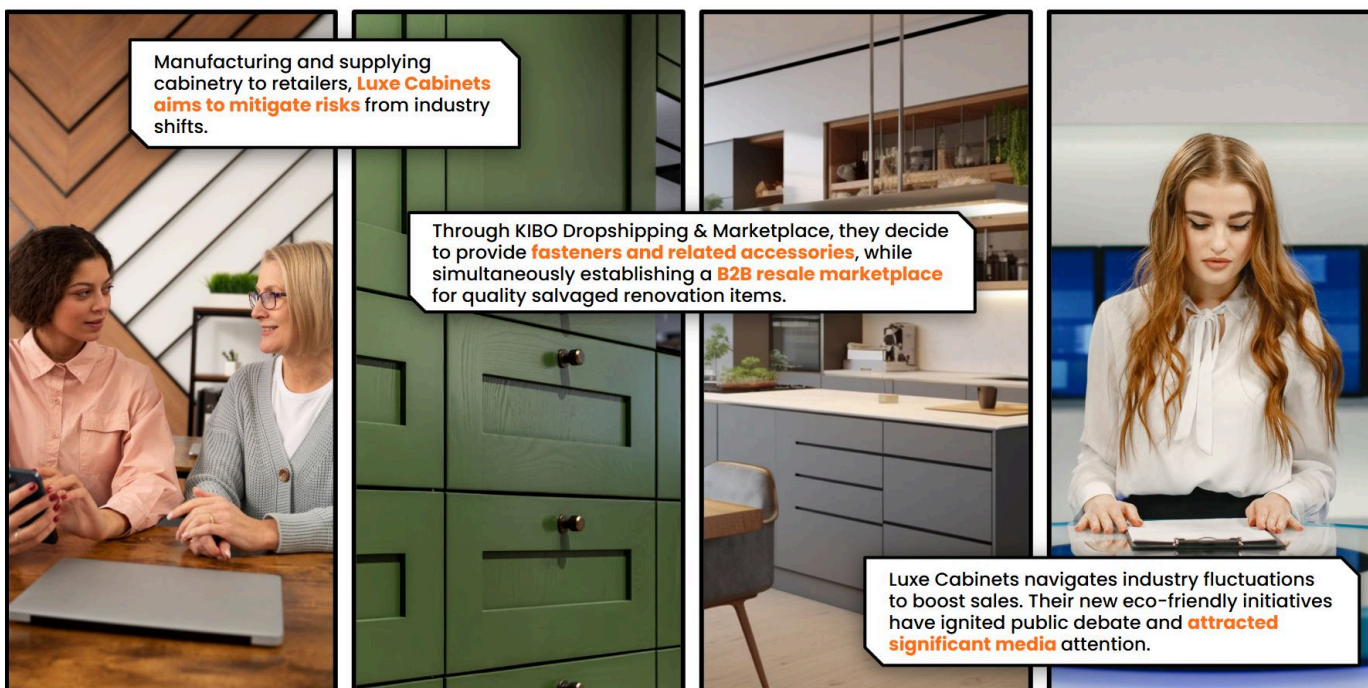 Manufacturing and supplying
cabinetry to retailers, Luxe Cabinets
aims to mitigate risks from industry
shifts.
Through KIBO Dropshipping & Marketplace, they decide
to provide fasteners and related accessories, while
simultaneously establishing a B2B resale marketplace
for quality salvaged renovation items.
Luxe Cabinets navigates industry fluctuations
to boost sales. Their new eco-friendly initiatives
have ignited public debate and attracted
significant media attention.